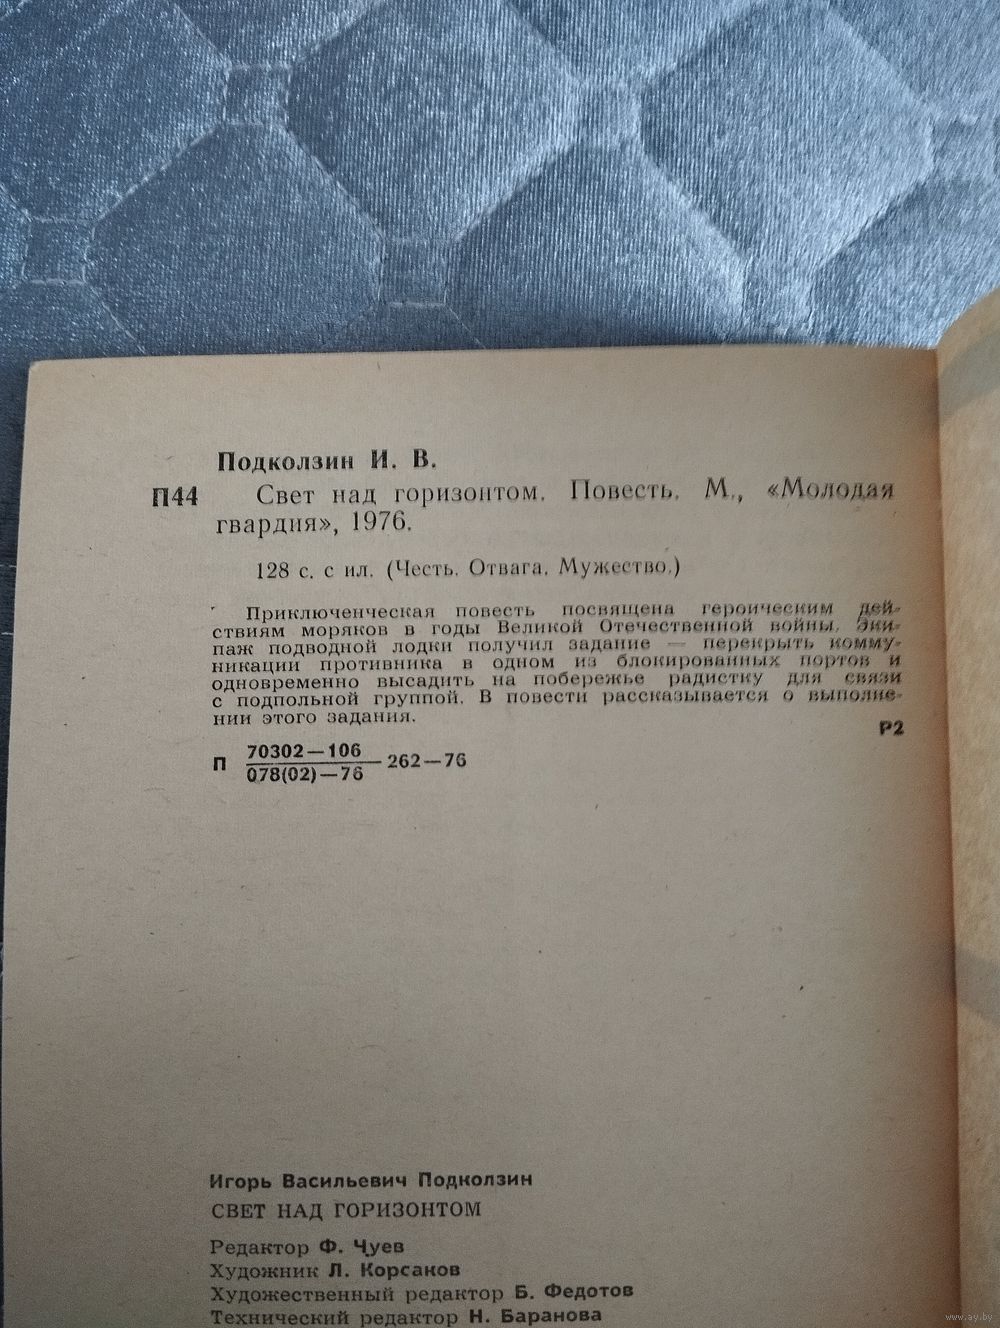 Подколзин И. В.
П44 Свет над горизонтом. Повесть. М., «Молодая
гвардия», 1976.
128 с. с ил. (Честь. Отвага. Мужество.)
Приключенческая повесть посвящена героическим дей-
ствиям моряков в годы Великой Отечественной войны. Эки-
паж подводной лодки получил задание — перекрыть комму-
никации противника в одном из блокированных портов и
одновременно высадить на побережье радистку для связи
с подпольной группой. В повести рассказывается о выполне-
нии этого задания.
Р2
70302—106
П 262—76
078(02)—76
Игорь Васильевич Подколзин
СВЕТ НАД ГОРИЗОНТОМ
Редактор Ф. Чуев
Художник Л. Корсаков
Художественный редактор Б. Федотов
Технический редактор Н. Баранова
www.ay.by